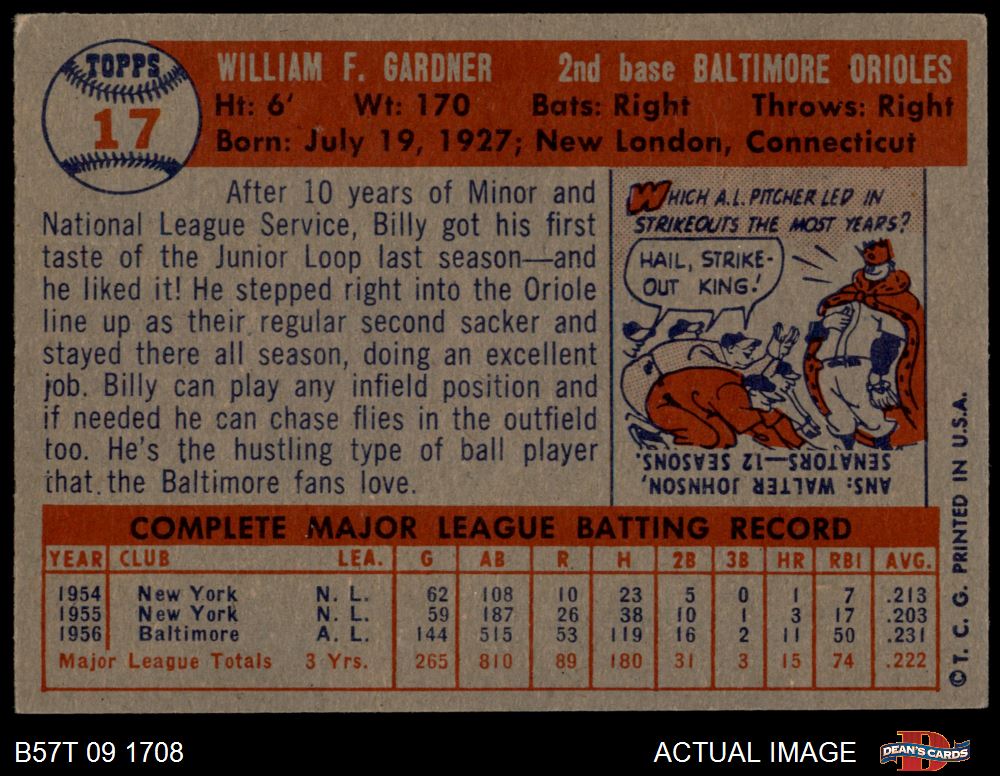 TOPPS
17
WILLIAM F. GARDNER 2nd base BALTIMORE ORIOLES
Ht: 6' Wt: 170 Bats: Right Throws: Right
Born: July 19, 1927; New London, Connecticut
After 10 years of Minor and
National League Service, Billy got his first
taste of the Junior Loop last season—and
he liked it! He stepped right into the Oriole
line up as their regular second sacker and
stayed there all season, doing an excellent
job. Billy can play any infield position and
if needed he can chase flies in the outfield
too. He's the hustling type of ball player
that the Baltimore fans love.
WHICH A.L. PITCHER LED IN
STRIKEOUTS THE MOST YEARS?
HAIL, STRIKE-
OUT KING!
ANS: WALTER JOHNSON,
SENATORS—12 SEASONS.
COMPLETE MAJOR LEAGUE BATTING RECORD
YEAR CLUB LEA. G AB R H 2B 3B HR RBI AVG.
1954 New York N. L. 62 108 10 23 5 0 1 7 .213
1955 New York N. L. 59 187 26 38 10 1 3 17 .203
1956 Baltimore A. L. 144 515 53 119 16 2 11 50 .231
Major League Totals 3 Yrs. 265 810 89 180 31 3 15 74 .222
© T. C. G. PRINTED IN U.S.A.
B57T 09 1708
ACTUAL IMAGE
DEAN'S CARDS